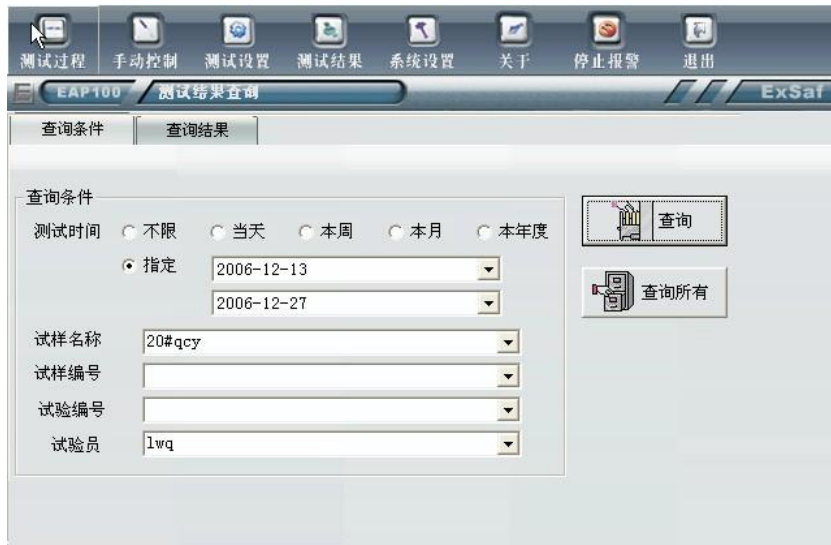 测试过程 手动控制 测试设置 测试结果 系统设置 关于 停止报警 退出
EAP100 测试结果查询 ExSaf
查询条件 查询结果
查询条件
测试时间 不限 当天 本周 本月 本年度
指定 2006-12-13
2006-12-27
试样名称 20#qcy
试样编号
试验编号
试验员 lwq
查询
查询所有